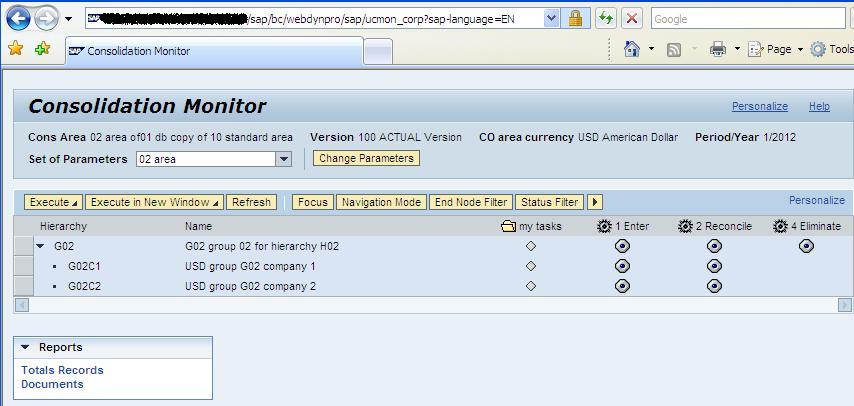 /sap/bc/webdynpro/sap/ucmon_corp?sap-language=EN Google
SAP Consolidation Monitor Page Tools
Consolidation Monitor Personalize Help
Cons Area 02 area of01 db copy of 10 standard area Version 100 ACTUAL Version CO area currency USD American Dollar Period/Year 1/2012
Set of Parameters 02 area Change Parameters
Execute Execute in New Window Refresh Focus Navigation Mode End Node Filter Status Filter Personalize
Hierarchy Name my tasks 1 Enter 2 Reconcile 4 Eliminate
G02 G02 group 02 for hierarchy H02
G02C1 USD group G02 company 1
G02C2 USD group G02 company 2
Reports
Totals Records
Documents